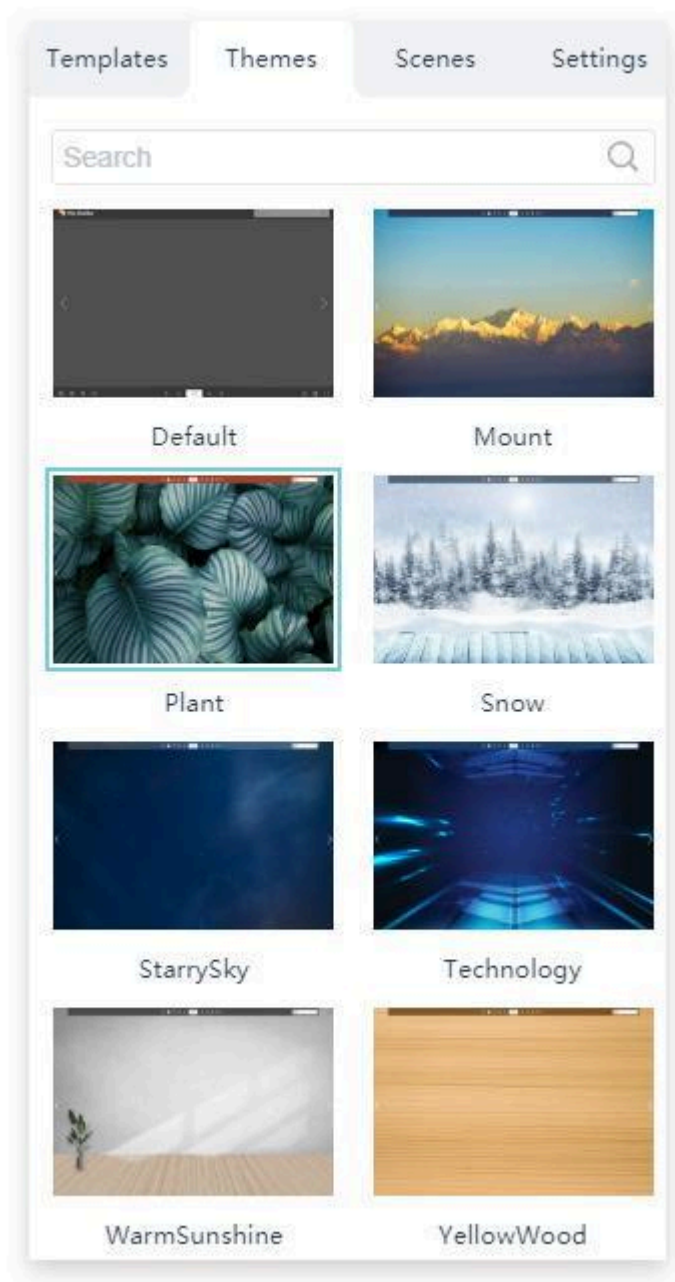 Templates Themes Scenes Settings
Search
Default Mount
Plant Snow
StarrySky Technology
WarmSunshine YellowWood